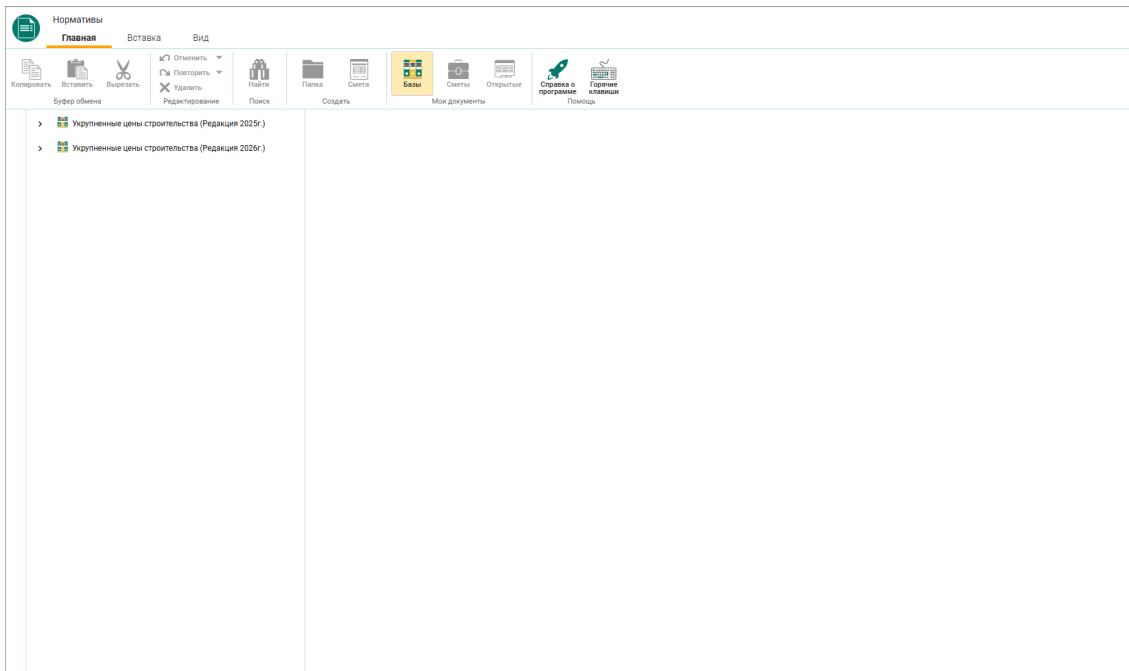 Нормативы
Главная Вставка Вид
Копировать Вставить Вырезать
Отменить
Повторить
Удалить
Найти
Папка Смета
Базы Сметы Открытые
Справка о программе
Горячие клавиши
Буфер обмена Редактирование Поиск Создать Мои документы Помощь
Укрупненные цены строительства (Редакция 2025г.)
Укрупненные цены строительства (Редакция 2026г.)